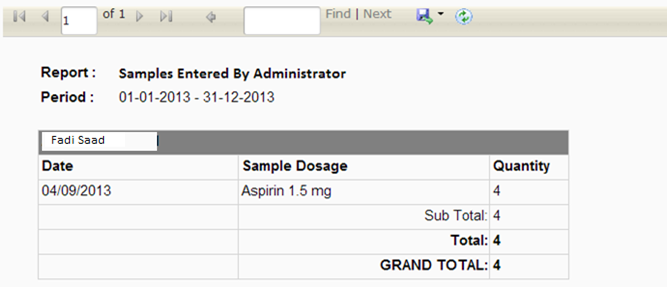 1 of 1 Find | Next
Report : Samples Entered By Administrator
Period : 01-01-2013 - 31-12-2013
Fadi Saad
Date Sample Dosage Quantity
04/09/2013 Aspirin 1.5 mg 4
Sub Total: 4
Total: 4
GRAND TOTAL: 4